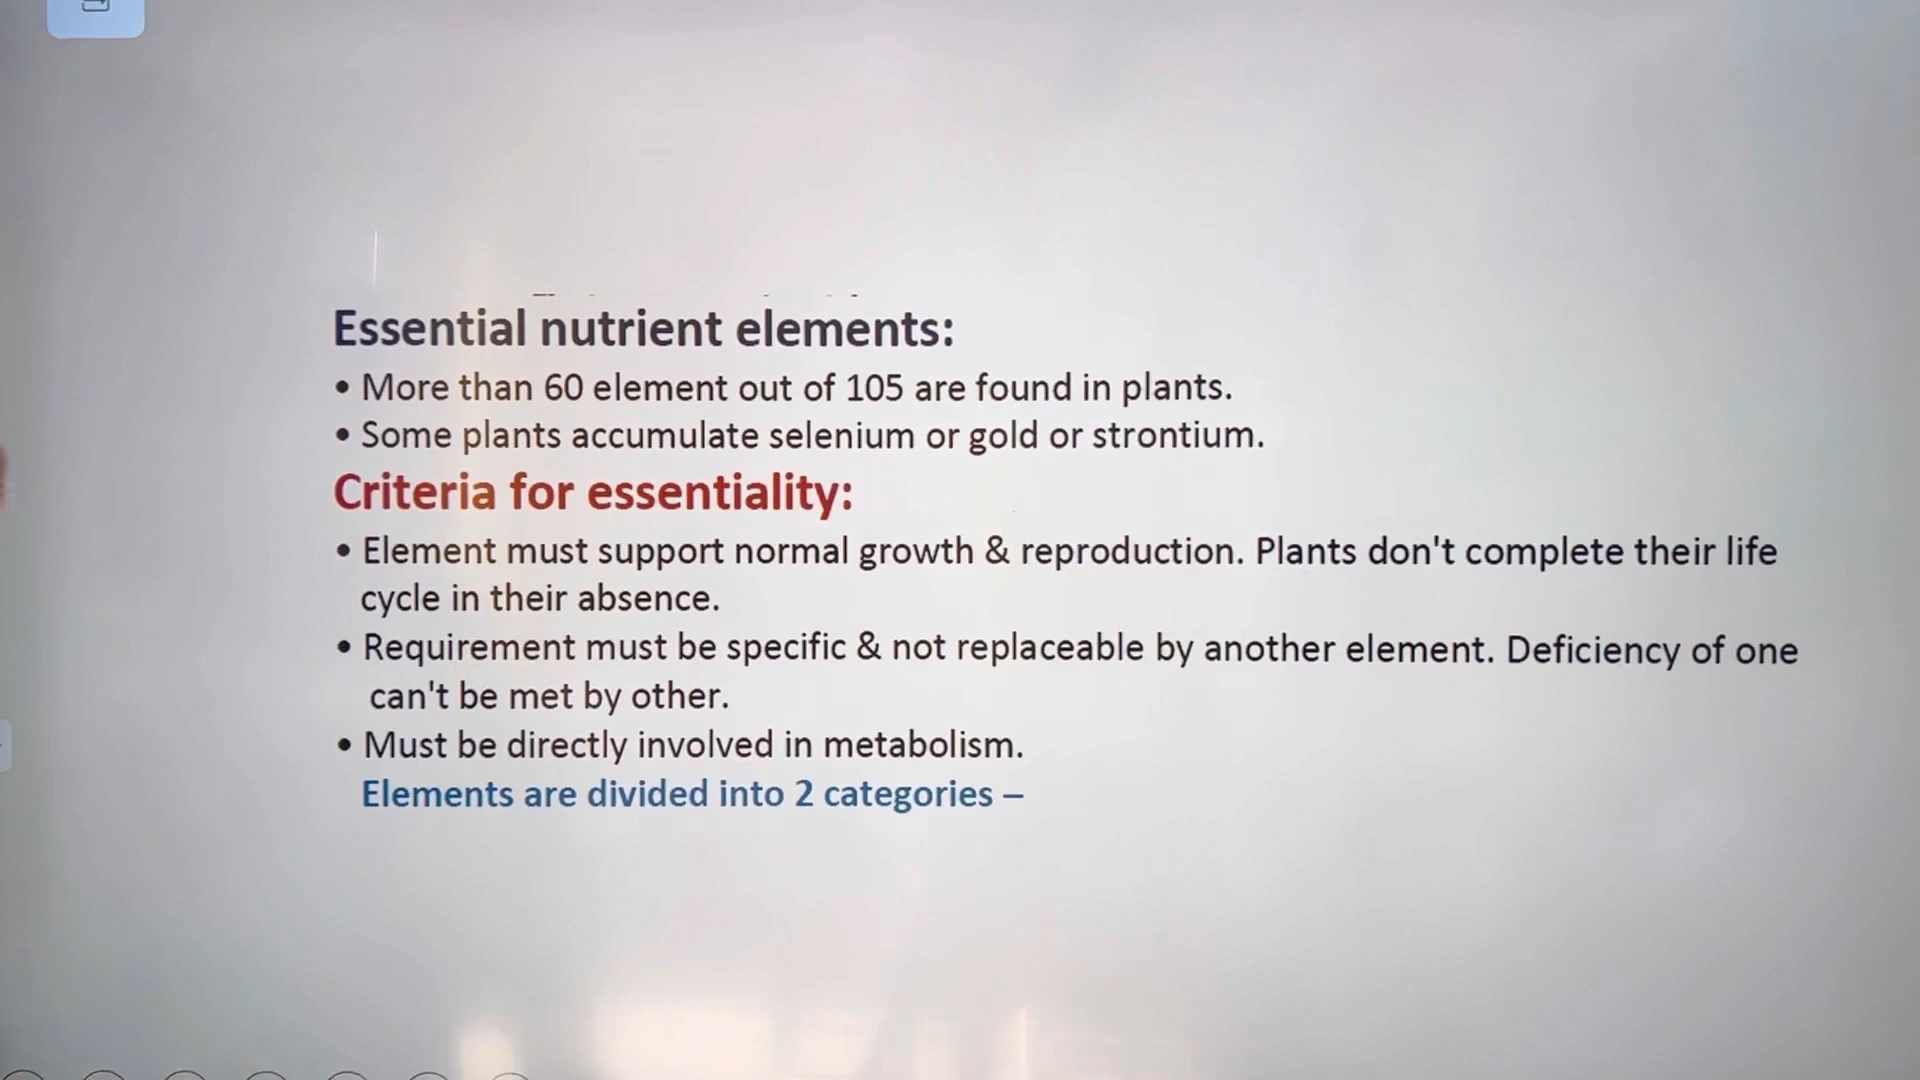 Essential nutrient elements:
• More than 60 element out of 105 are found in plants.
• Some plants accumulate selenium or gold or strontium.
Criteria for essentiality:
• Element must support normal growth & reproduction. Plants don't complete their life
cycle in their absence.
• Requirement must be specific & not replaceable by another element. Deficiency of one
can't be met by other.
• Must be directly involved in metabolism.
Elements are divided into 2 categories –